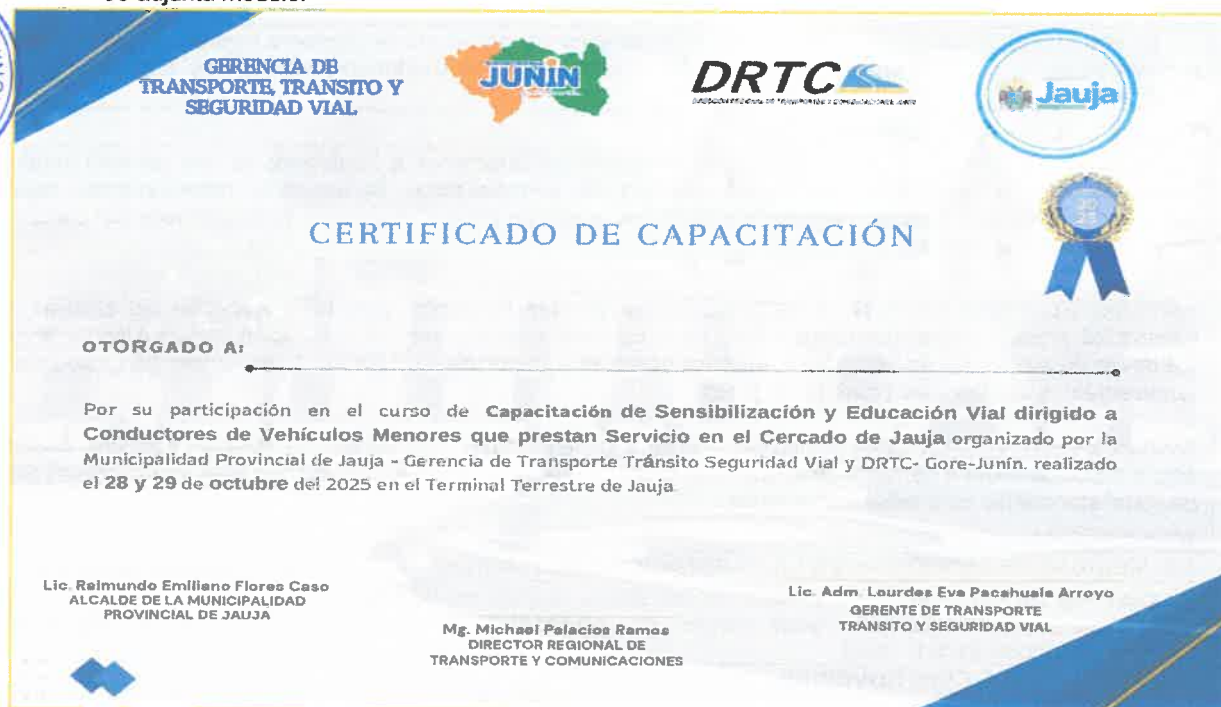 se adjunta modelo.
GERENCIA DE
TRANSPORTE, TRANSITO Y
SEGURIDAD VIAL
JUNIN
DRTC
Jauja
CERTIFICADO DE CAPACITACIÓN
OTORGADO A:
Por su participación en el curso de Capacitación de Sensibilización y Educación Vial dirigido a
Conductores de Vehículos Menores que prestan Servicio en el Cercado de Jauja organizado por la
Municipalidad Provincial de Jauja - Gerencia de Transporte Tránsito Seguridad Vial y DRTC- Gore-Junín. realizado
el 28 y 29 de octubre del 2025 en el Terminal Terrestre de Jauja
Lic. Raimundo Emiliano Flores Caso
ALCALDE DE LA MUNICIPALIDAD
PROVINCIAL DE JAUJA
Mg. Michael Palacios Ramos
DIRECTOR REGIONAL DE
TRANSPORTE Y COMUNICACIONES
Lic. Adm. Lourdes Eva Pacahuala Arroyo
GERENTE DE TRANSPORTE
TRANSITO Y SEGURIDAD VIAL